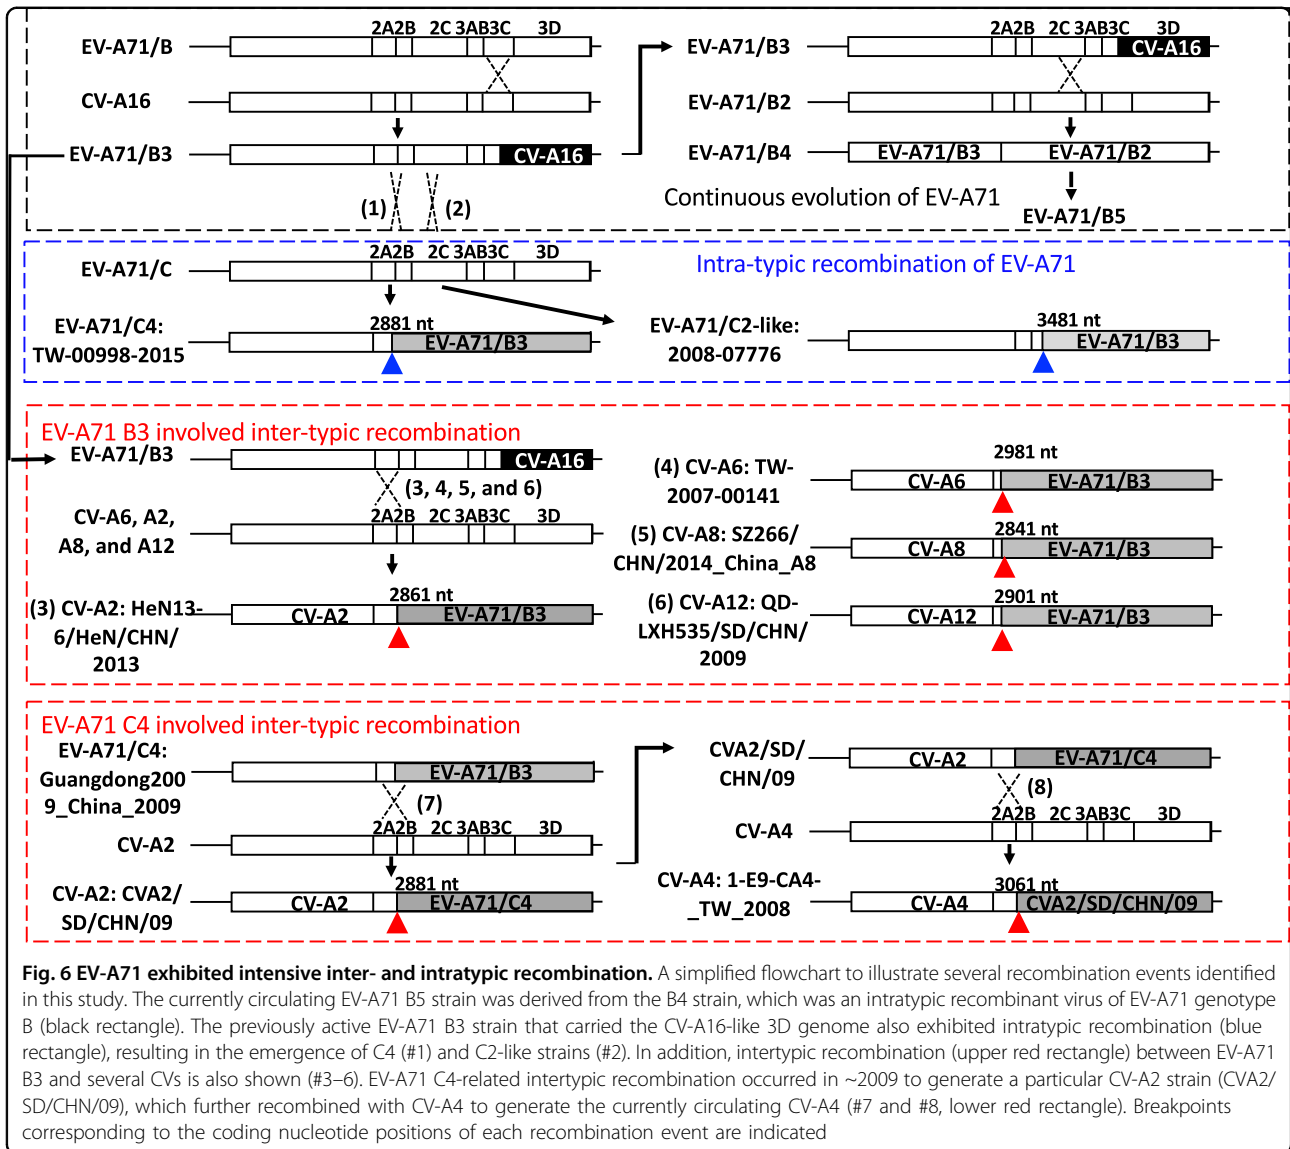 2A2B 2C 3AB3C 3D
EV-A71/B
CV-A16
EV-A71/B3
CV-A16
(1)
(2)
2A2B 2C 3AB3C 3D
EV-A71/B3
CV-A16
EV-A71/B2
EV-A71/B4
EV-A71/B3
EV-A71/B2
Continuous evolution of EV-A71
EV-A71/B5
2A2B 2C 3AB3C 3D
EV-A71/C
Intra-typic recombination of EV-A71
EV-A71/C4:
TW-00998-2015
2881 nt
EV-A71/B3
EV-A71/C2-like:
2008-07776
3481 nt
EV-A71/B3
EV-A71 B3 involved inter-typic recombination
EV-A71/B3
CV-A16
(3, 4, 5, and 6)
2A2B 2C 3AB3C 3D
CV-A6, A2,
A8, and A12
(3) CV-A2: HeN13-
6/HeN/CHN/
2013
2861 nt
CV-A2
EV-A71/B3
(4) CV-A6: TW-
2007-00141
2981 nt
CV-A6
EV-A71/B3
(5) CV-A8: SZ266/
CHN/2014_China_A8
2841 nt
CV-A8
EV-A71/B3
(6) CV-A12: QD-
LXH535/SD/CHN/
2009
2901 nt
CV-A12
EV-A71/B3
EV-A71 C4 involved inter-typic recombination
EV-A71/C4:
Guangdong200
9_China_2009
EV-A71/B3
(7)
2A2B 2C 3AB3C 3D
CV-A2
CV-A2: CVA2/
SD/CHN/09
2881 nt
CV-A2
EV-A71/C4
CVA2/SD/
CHN/09
CV-A2
EV-A71/C4
(8)
2A2B 2C 3AB3C 3D
CV-A4
CV-A4: 1-E9-CA4-
_TW_2008
3061 nt
CV-A4
CVA2/SD/CHN/09
Fig. 6 EV-A71 exhibited intensive inter- and intratypic recombination. A simplified flowchart to illustrate several recombination events identified
in this study. The currently circulating EV-A71 B5 strain was derived from the B4 strain, which was an intratypic recombinant virus of EV-A71 genotype
B (black rectangle). The previously active EV-A71 B3 strain that carried the CV-A16-like 3D genome also exhibited intratypic recombination (blue
rectangle), resulting in the emergence of C4 (#1) and C2-like strains (#2). In addition, intertypic recombination (upper red rectangle) between EV-A71
B3 and several CVs is also shown (#3–6). EV-A71 C4-related intertypic recombination occurred in ~2009 to generate a particular CV-A2 strain (CVA2/
SD/CHN/09), which further recombined with CV-A4 to generate the currently circulating CV-A4 (#7 and #8, lower red rectangle). Breakpoints
corresponding to the coding nucleotide positions of each recombination event are indicated